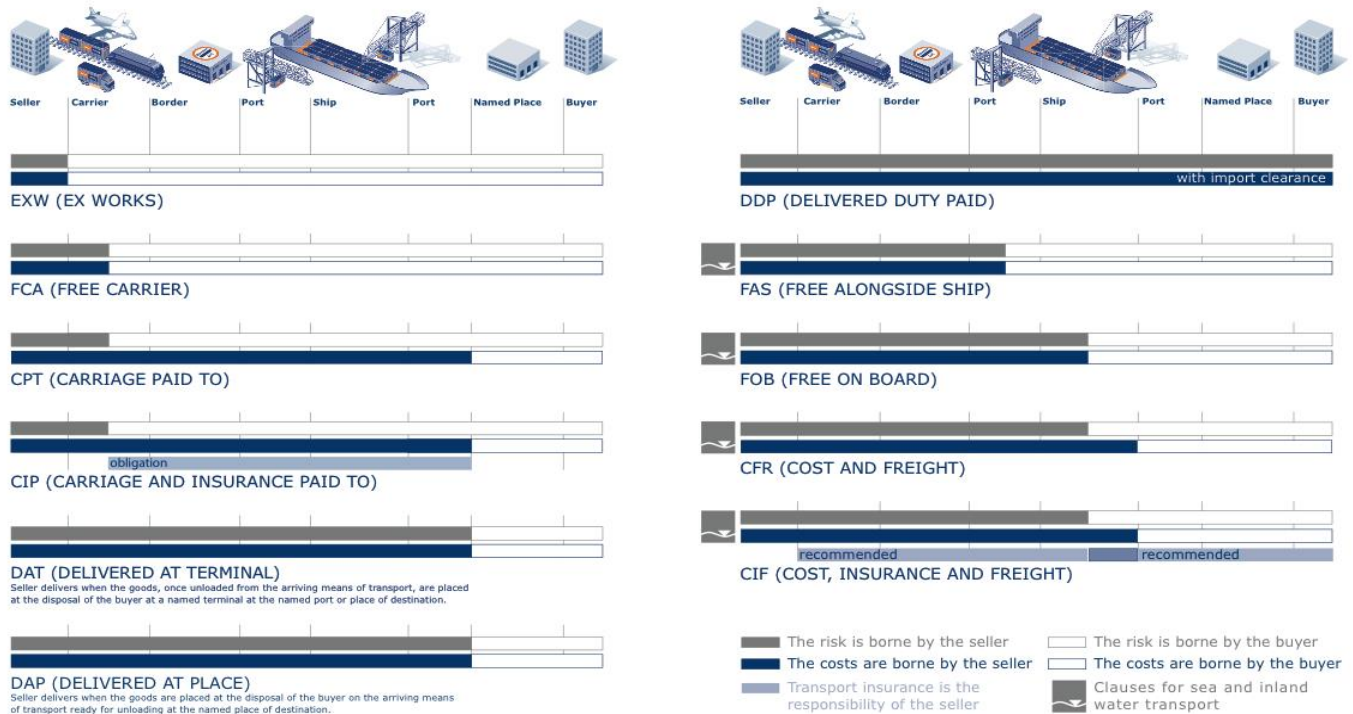 Seller Carrier Border Port Ship Port Named Place Buyer
EXW (EX WORKS)
FCA (FREE CARRIER)
CPT (CARRIAGE PAID TO)
obligation
CIP (CARRIAGE AND INSURANCE PAID TO)
DAT (DELIVERED AT TERMINAL)
Seller delivers when the goods, once unloaded from the arriving means of transport, are placed
at the disposal of the buyer at a named terminal at the named port or place of destination.
DAP (DELIVERED AT PLACE)
Seller delivers when the goods are placed at the disposal of the buyer on the arriving means
of transport ready for unloading at the named place of destination.
Seller Carrier Border Port Ship Port Named Place Buyer
with import clearance
DDP (DELIVERED DUTY PAID)
FAS (FREE ALONGSIDE SHIP)
FOB (FREE ON BOARD)
CFR (COST AND FREIGHT)
recommended recommended
CIF (COST, INSURANCE AND FREIGHT)
The risk is borne by the seller
The costs are borne by the seller
Transport insurance is the
responsibility of the seller
The risk is borne by the buyer
The costs are borne by the buyer
Clauses for sea and inland
water transport